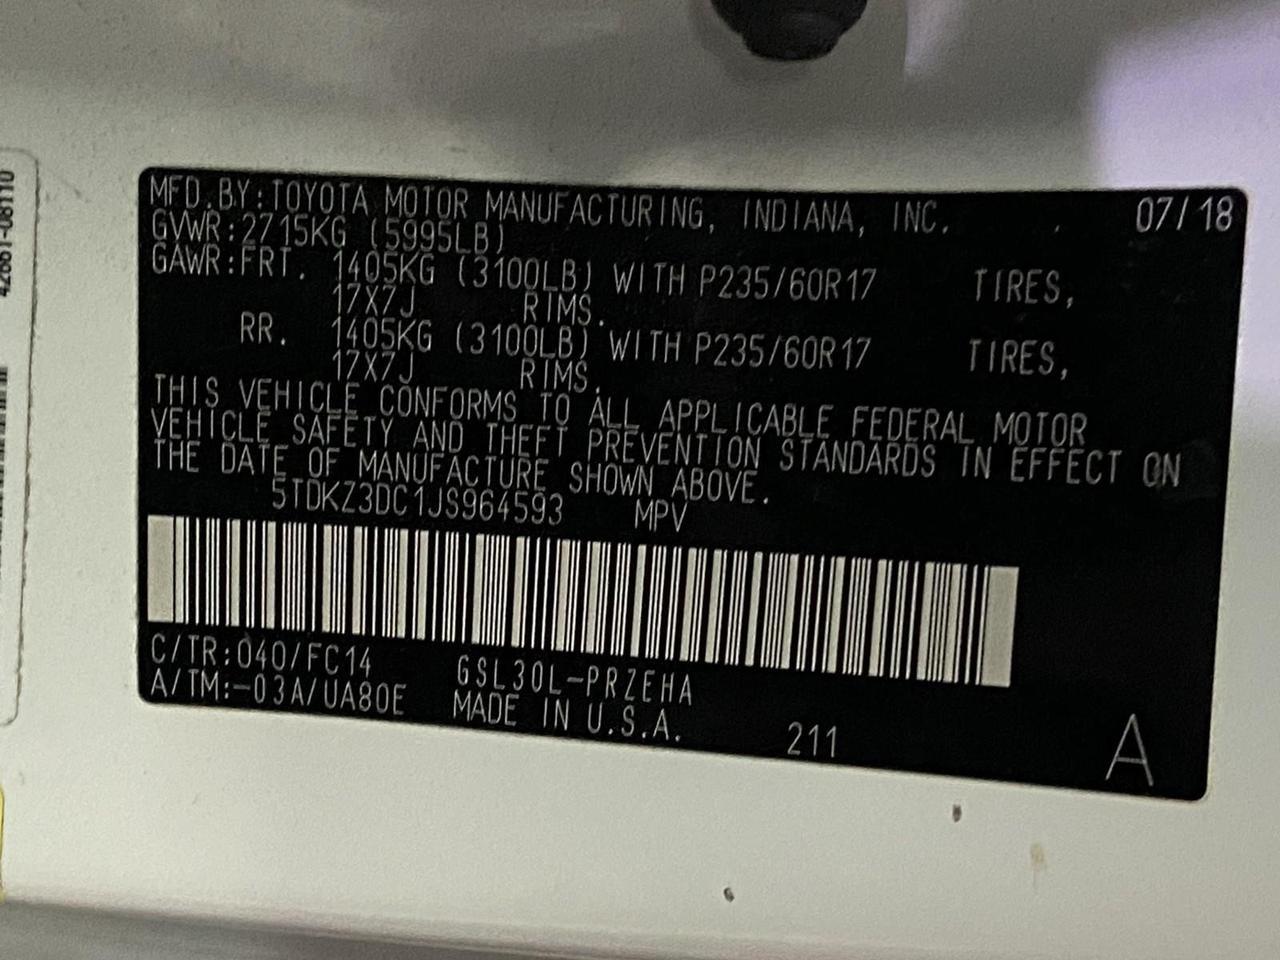 42661-08110
MFD.BY:TOYOTA MOTOR MANUFACTURING, INDIANA, INC. 07/18
GVWR:2715KG (5995LB)
GAWR:FRT. 1405KG (3100LB) WITH P235/60R17 TIRES,
17X7J RIMS.
RR. 1405KG (3100LB) WITH P235/60R17 TIRES,
17X7J RIMS.
THIS VEHICLE CONFORMS TO ALL APPLICABLE FEDERAL MOTOR
VEHICLE SAFETY AND THEFT PREVENTION STANDARDS IN EFFECT ON
THE DATE OF MANUFACTURE SHOWN ABOVE.
5TDKZ3DC1JS964593 MPV
C/TR:040/FC14 GSL30L-PRZEHA
A/TM:-03A/UA80E MADE IN U.S.A. 211 A